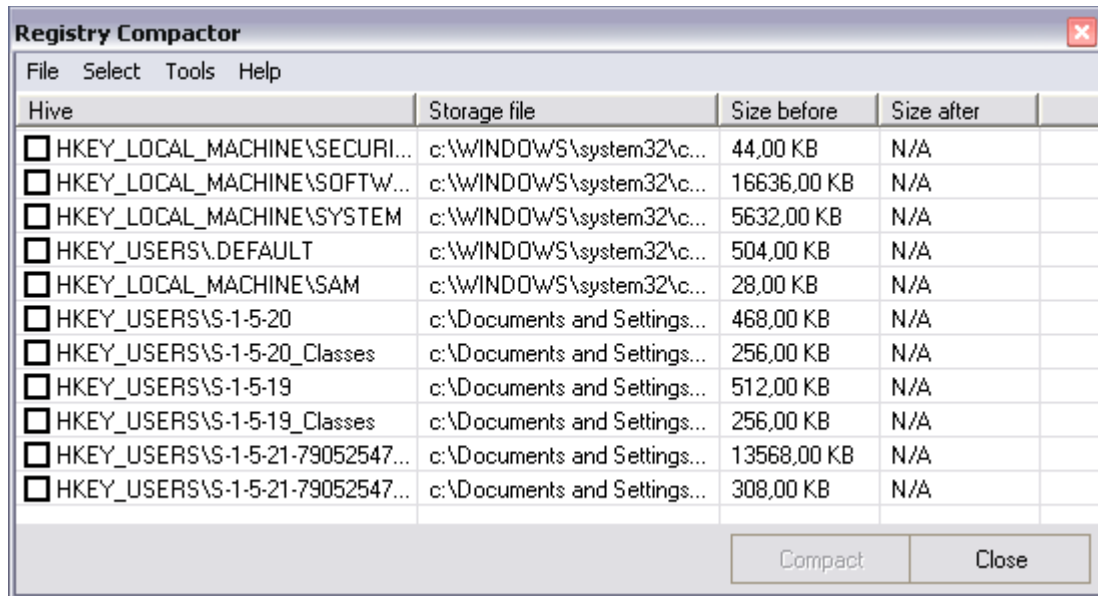 Registry Compactor
File Select Tools Help
Hive Storage file Size before Size after
HKEY_LOCAL_MACHINE\SECURI... c:\WINDOWS\system32\c... 44,00 KB N/A
HKEY_LOCAL_MACHINE\SOFTW... c:\WINDOWS\system32\c... 16636,00 KB N/A
HKEY_LOCAL_MACHINE\SYSTEM c:\WINDOWS\system32\c... 5632,00 KB N/A
HKEY_USERS\.DEFAULT c:\WINDOWS\system32\c... 504,00 KB N/A
HKEY_LOCAL_MACHINE\SAM c:\WINDOWS\system32\c... 28,00 KB N/A
HKEY_USERS\S-1-5-20 c:\Documents and Settings... 468,00 KB N/A
HKEY_USERS\S-1-5-20_Classes c:\Documents and Settings... 256,00 KB N/A
HKEY_USERS\S-1-5-19 c:\Documents and Settings... 512,00 KB N/A
HKEY_USERS\S-1-5-19_Classes c:\Documents and Settings... 256,00 KB N/A
HKEY_USERS\S-1-5-21-79052547... c:\Documents and Settings... 13568,00 KB N/A
HKEY_USERS\S-1-5-21-79052547... c:\Documents and Settings... 308,00 KB N/A
Compact Close